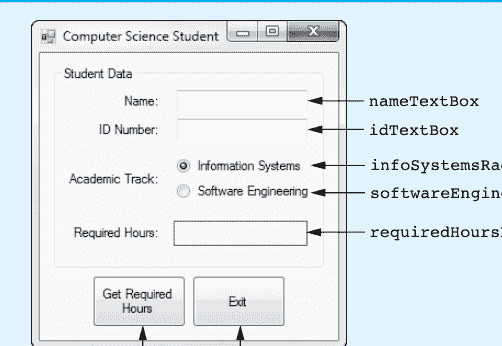 Computer Science Student
Student Data
Name:
nameTextBox
ID Number:
idTextBox
Information Systems
infoSystemsRa
Academic Track:
Software Engineering
softwareEngin
Required Hours:
requiredHours
Get Required
Hours
Exit